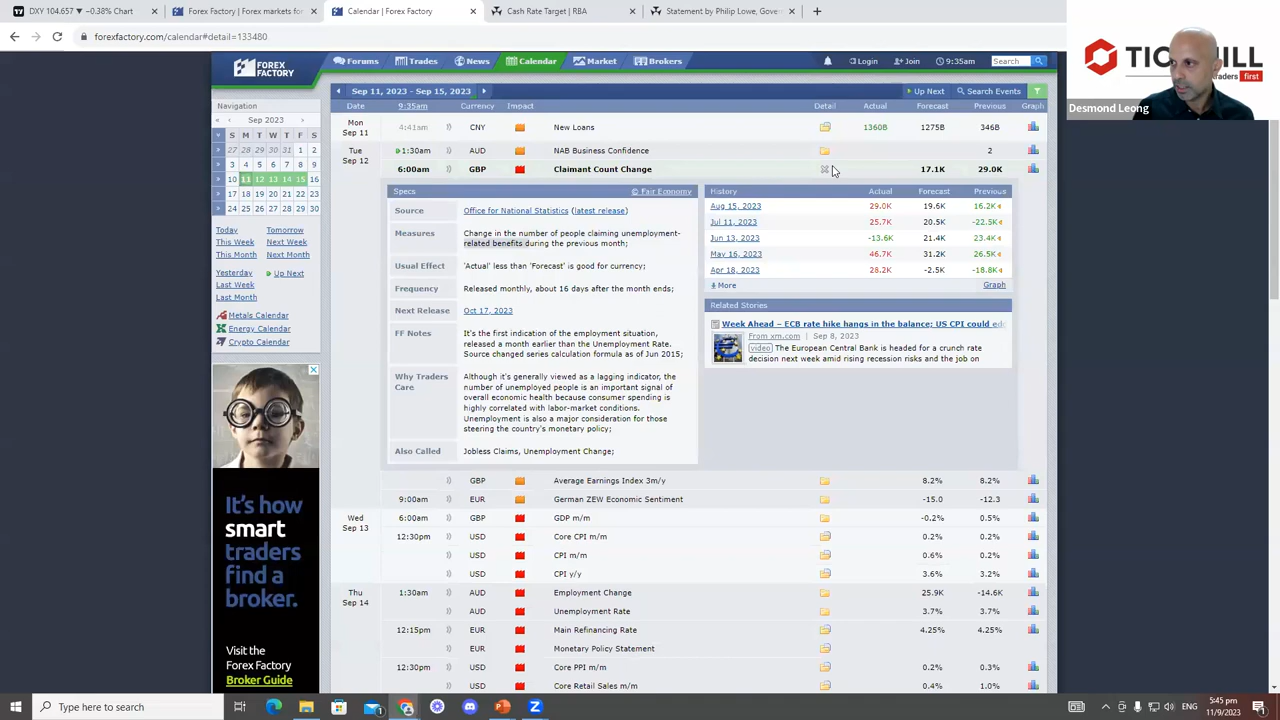 DXY 104.657 ▼ −0.38% Chart
Forex Factory | Forex markets fo
Calendar | Forex Factory
Cash Rate Target | RBA
Statement by Philip Lowe, Gove
forexfactory.com/calendar#detail=133480
FOREX
FACTORY
Forums
Trades
News
Calendar
Market
Brokers
Login
Join
9:35am
Search
Desmond Leong
traders first
Navigation
Sep 2023
S M T W T F S
27 28 29 30 31 1 2
3 4 5 6 7 8 9
10 11 12 13 14 15 16
17 18 19 20 21 22 23
24 25 26 27 28 29 30
Today Tomorrow
This Week Next Week
This Month Next Month
Yesterday Up Next
Last Week
Last Month
Metals Calendar
Energy Calendar
Crypto Calendar
It's how
smart
traders
find a
broker.
Visit the
Forex Factory
Broker Guide
Sep 11, 2023 - Sep 15, 2023
Up Next
Search Events
Date 9:35am Currency Impact Detail Actual Forecast Previous Graph
Mon
Sep 11
4:41am CNY New Loans 1360B 1275B 346B
Tue
Sep 12
1:30am AUD NAB Business Confidence 2
6:00am GBP Claimant Count Change 17.1K 29.0K
Specs © Fair Economy
Source Office for National Statistics (latest release)
Measures Change in the number of people claiming unemployment-
related benefits during the previous month;
Usual Effect 'Actual' less than 'Forecast' is good for currency;
Frequency Released monthly, about 16 days after the month ends;
Next Release Oct 17, 2023
FF Notes It's the first indication of the employment situation,
released a month earlier than the Unemployment Rate.
Source changed series calculation formula as of Jun 2015;
Why Traders
Care
Although it's generally viewed as a lagging indicator, the
number of unemployed people is an important signal of
overall economic health because consumer spending is
highly correlated with labor-market conditions.
Unemployment is also a major consideration for those
steering the country's monetary policy;
Also Called Jobless Claims, Unemployment Change;
History Actual Forecast Previous
Aug 15, 2023 29.0K 19.6K 16.2K
Jul 11, 2023 25.7K 20.5K -22.5K
Jun 13, 2023 -13.6K 21.4K 23.4K
May 16, 2023 46.7K 31.2K 26.5K
Apr 18, 2023 28.2K -2.5K -18.8K
More Graph
Related Stories
Week Ahead – ECB rate hike hangs in the balance; US CPI could edg
From xm.com | Sep 8, 2023
video The European Central Bank is headed for a crunch rate
decision next week amid rising recession risks and the job on
GBP Average Earnings Index 3m/y 8.2% 8.2%
9:00am EUR German ZEW Economic Sentiment -15.0 -12.3
Wed
Sep 13
6:00am GBP GDP m/m -0.2% 0.5%
12:30pm USD Core CPI m/m 0.2% 0.2%
USD CPI m/m 0.6% 0.2%
USD CPI y/y 3.6% 3.2%
Thu
Sep 14
1:30am AUD Employment Change 25.9K -14.6K
AUD Unemployment Rate 3.7% 3.7%
12:15pm EUR Main Refinancing Rate 4.25% 4.25%
EUR Monetary Policy Statement
12:30pm USD Core PPI m/m 0.2% 0.3%
USD Core Retail Sales m/m 0.4% 1.0%
Type here to search
5:45 pm
11/9/2023